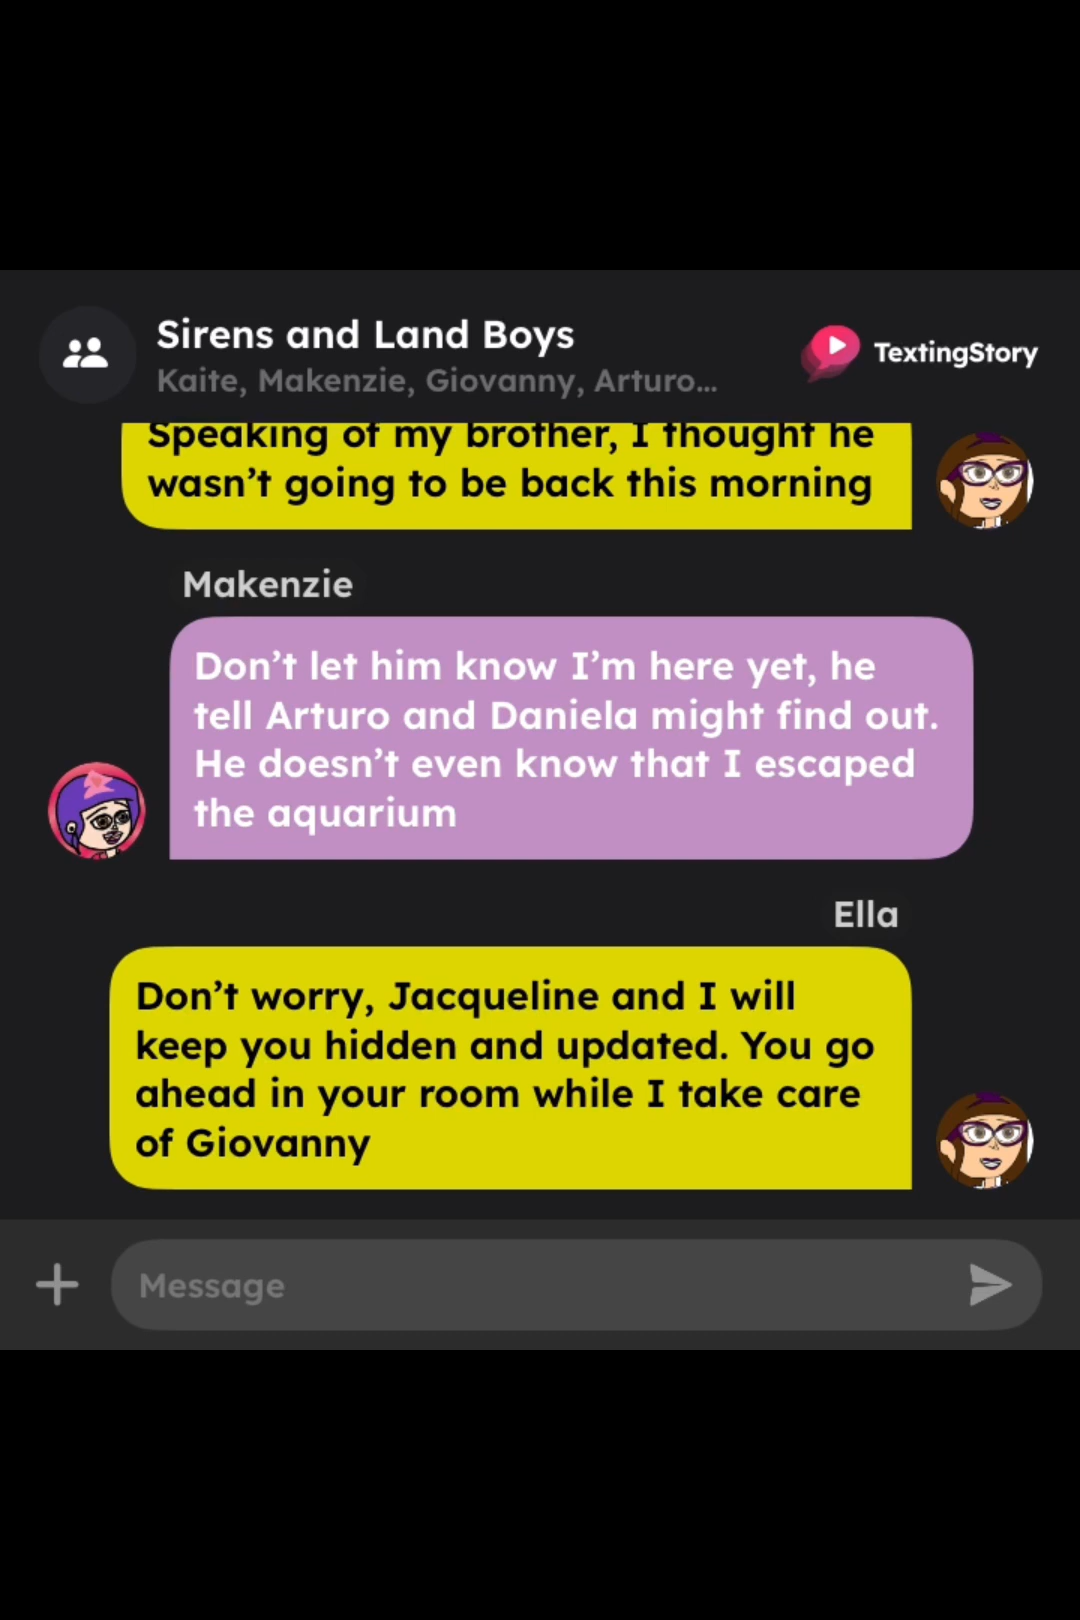 Sirens and Land Boys
Kaite, Makenzie, Giovanny, Arturo...
TextingStory
Speaking of my brother, I thought he
wasn't going to be back this morning
Makenzie
Don't let him know I'm here yet, he
tell Arturo and Daniela might find out.
He doesn't even know that I escaped
the aquarium
Ella
Don't worry, Jacqueline and I will
keep you hidden and updated. You go
ahead in your room while I take care
of Giovanny
Message